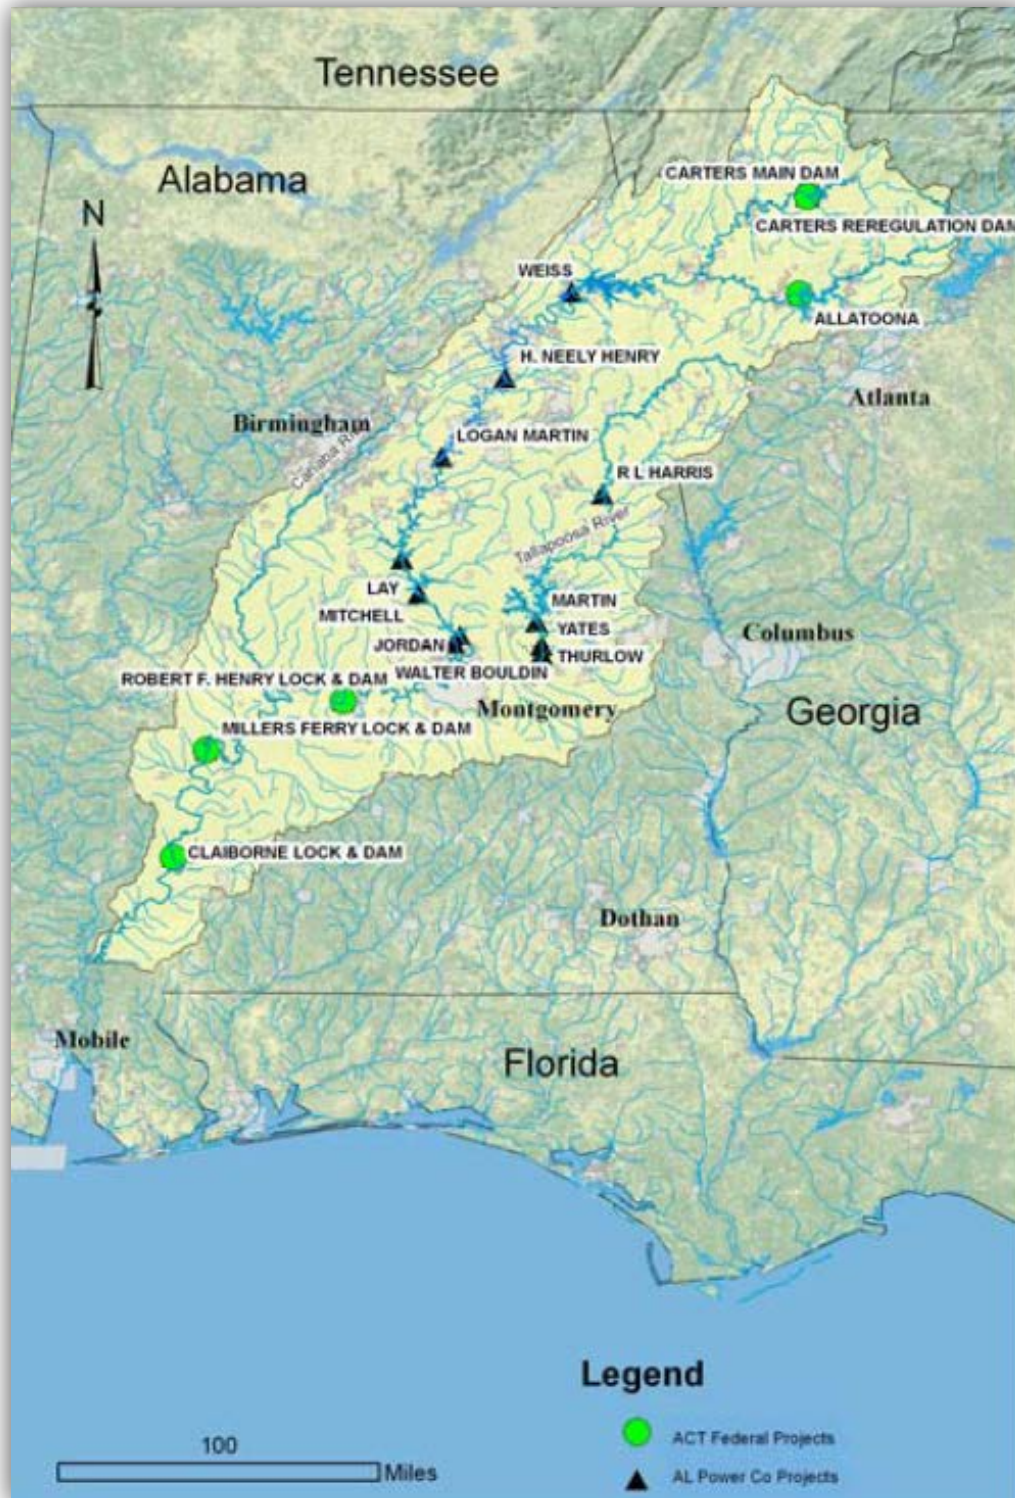 Tennessee
Alabama
N
CARTERS MAIN DAM
CARTERS REREGULATION DAM
WEISS
ALLATOONA
H. NEELY HENRY
Atlanta
Birmingham
LOGAN MARTIN
Cahaba River
R L HARRIS
Tallapoosa River
LAY
MARTIN
MITCHELL
YATES
Columbus
JORDAN
THURLOW
WALTER BOULDIN
ROBERT F. HENRY LOCK & DAM
Montgomery
Georgia
MILLERS FERRY LOCK & DAM
CLAIBORNE LOCK & DAM
Dothan
Mobile
Florida
Legend
ACT Federal Projects
AL Power Co Projects
100
Miles